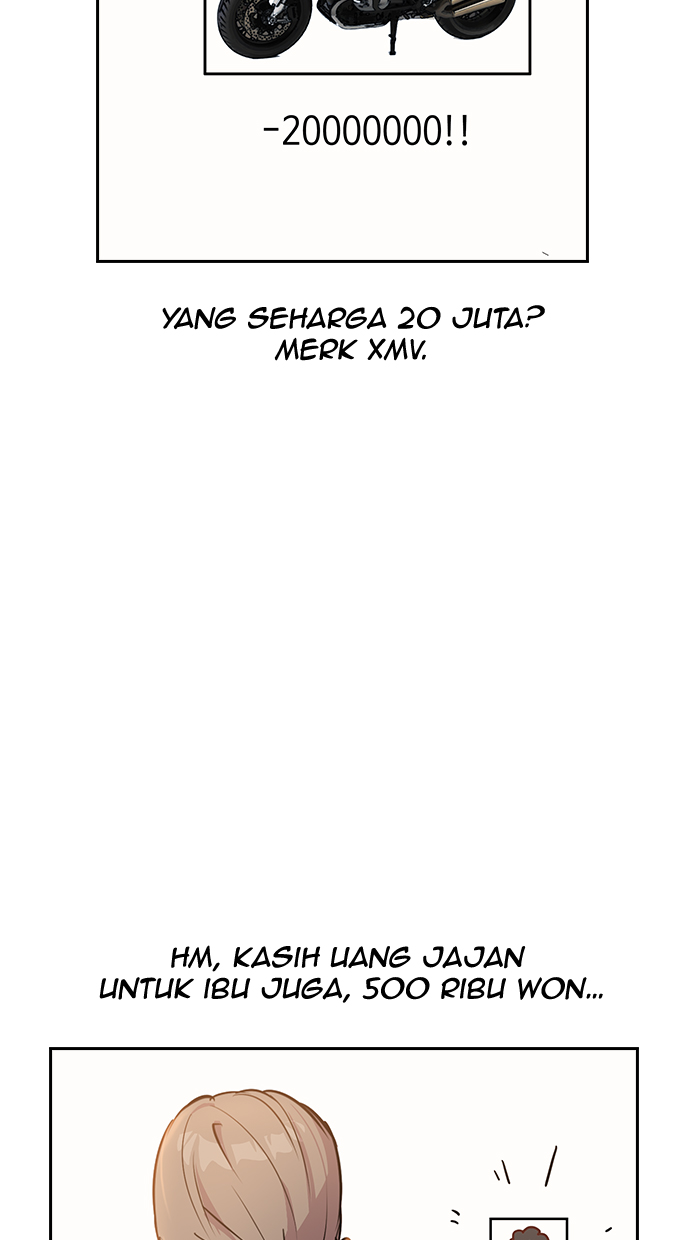 -20000000!!
YANG SEHARGA 20 JUTA?
MERK XMV.
HM, KASIH UANG JAJAN
UNTUK IBU JUGA, 500 RIBU WON...